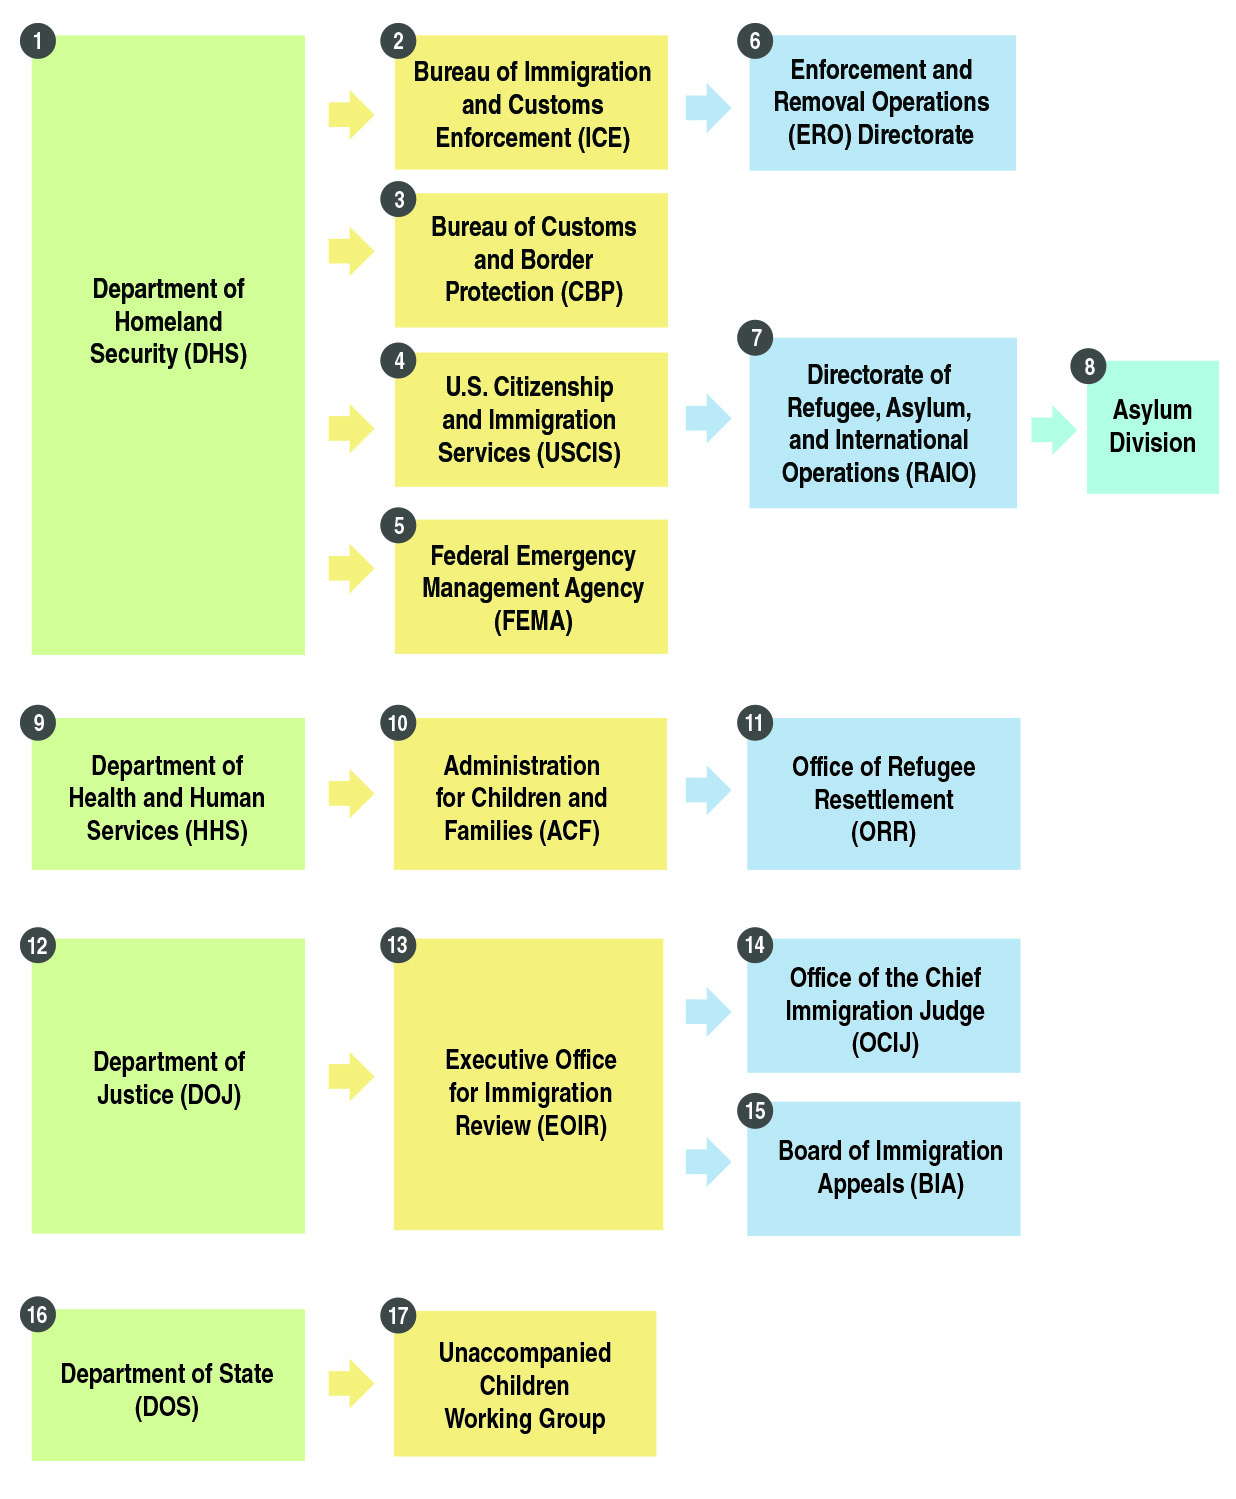 1
Department of
Homeland
Security (DHS)
2
Bureau of Immigration
and Customs
Enforcement (ICE)
6
Enforcement and
Removal Operations
(ERO) Directorate
3
Bureau of Customs
and Border
Protection (CBP)
4
U.S. Citizenship
and Immigration
Services (USCIS)
7
Directorate of
Refugee, Asylum,
and International
Operations (RAIO)
8
Asylum
Division
5
Federal Emergency
Management Agency
(FEMA)
9
Department of
Health and Human
Services (HHS)
10
Administration
for Children and
Families (ACF)
11
Office of Refugee
Resettlement
(ORR)
12
Department of
Justice (DOJ)
13
Executive Office
for Immigration
Review (EOIR)
14
Office of the Chief
Immigration Judge
(OCIJ)
15
Board of Immigration
Appeals (BIA)
16
Department of State
(DOS)
17
Unaccompanied
Children
Working Group